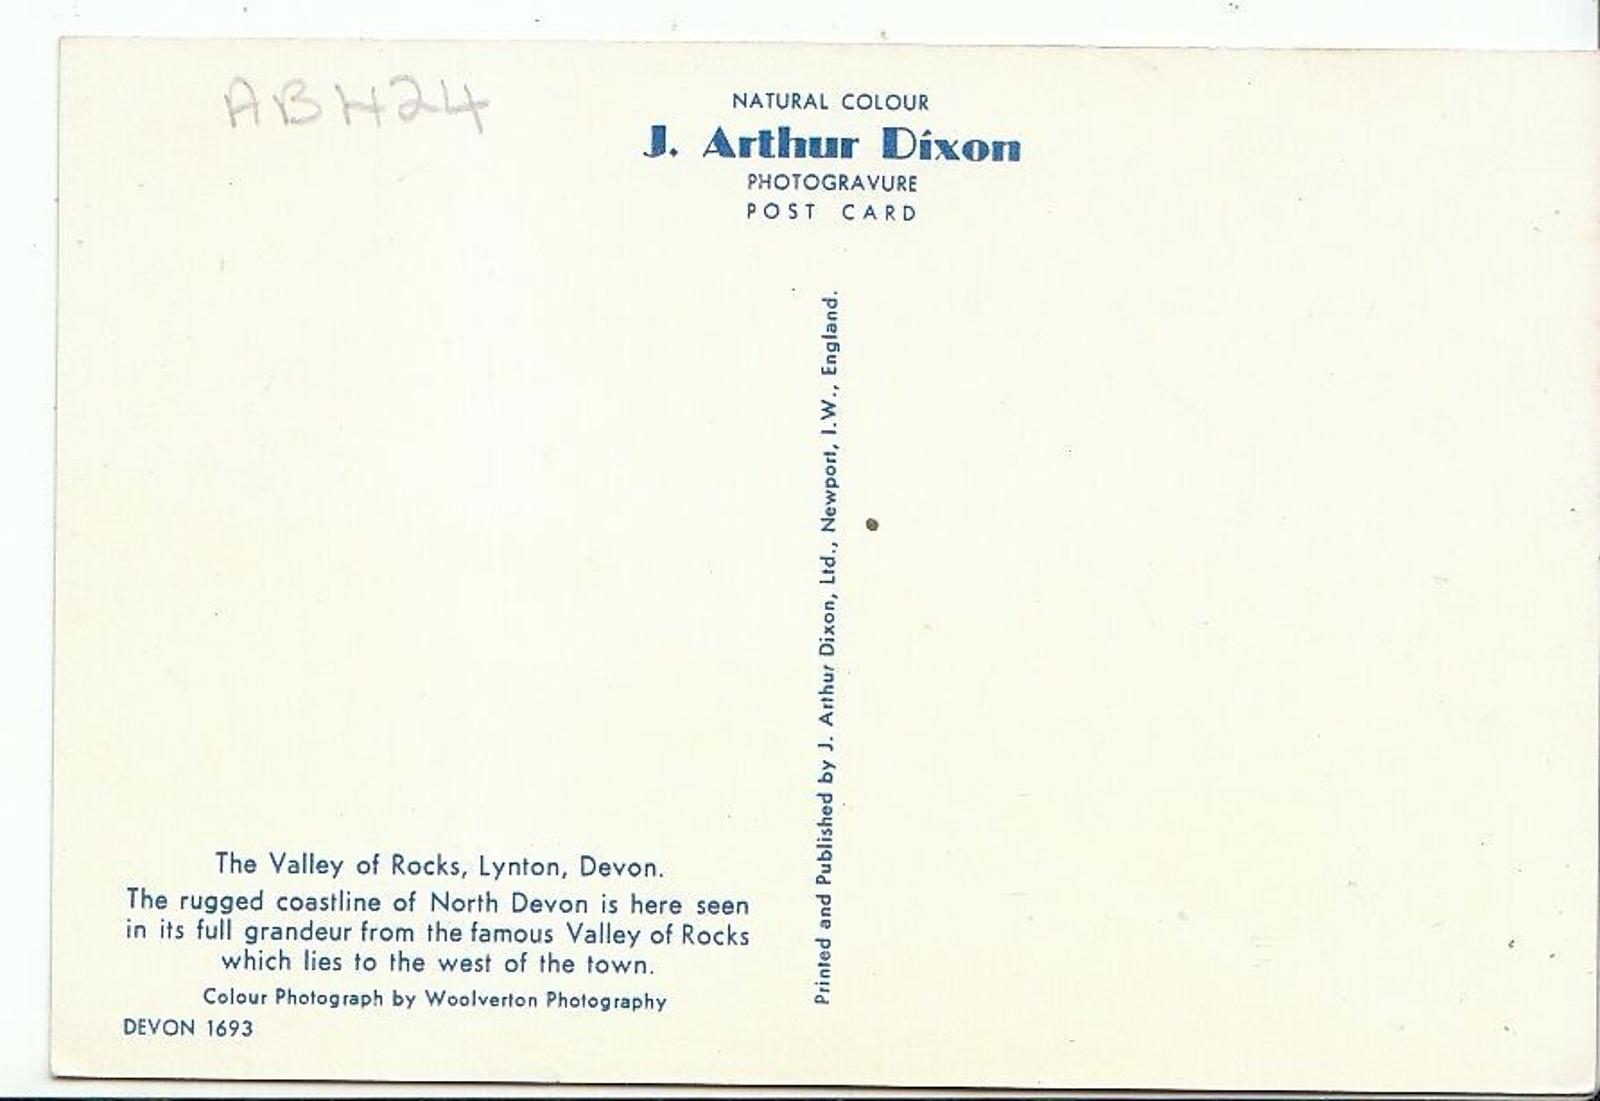 ABH24
NATURAL COLOUR
J. Arthur Dixon
PHOTOGRAVURE
POST CARD
Printed and Published by J. Arthur Dixon, Ltd., Newport, I.W., England.
The Valley of Rocks, Lynton, Devon.
The rugged coastline of North Devon is here seen
in its full grandeur from the famous Valley of Rocks
which lies to the west of the town.
Colour Photograph by Woolverton Photography
DEVON 1693